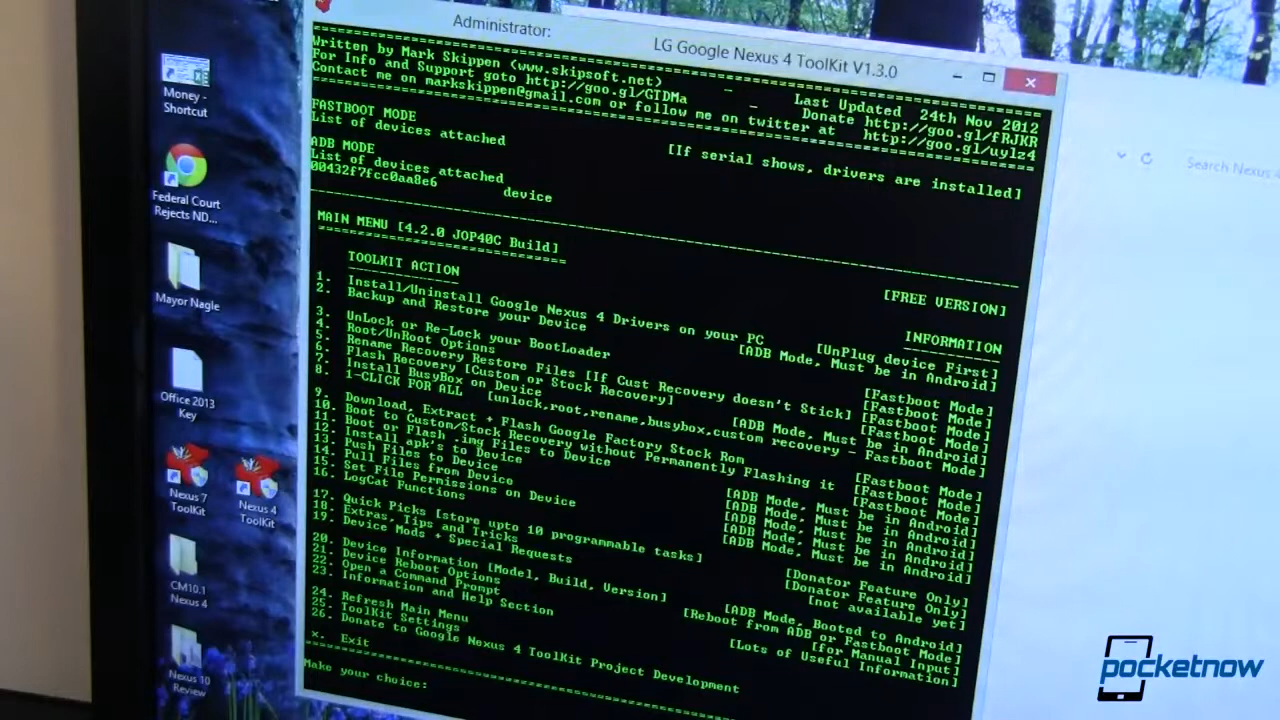 Administrator: LG Google Nexus 4 ToolKit V1.3.0
Written by Mark Skippen (www.skipsoft.net) Last Updated 24th Nov 2012
For Info and Support goto http://goo.gl/GTDMa - Donate http://goo.gl/fRJKR
Contact me on markskippen@gmail.com or follow me on twitter at http://goo.gl/uylz4
FASTBOOT MODE
List of devices attached [If serial shows, drivers are installed]
ADB MODE
List of devices attached
00432f7fcc0aa8e6 device
MAIN MENU [4.2.0 JOP40C Build] [FREE VERSION]
TOOLKIT ACTION INFORMATION
1. Install/Uninstall Google Nexus 4 Drivers on your PC [UnPlug device First]
2. Backup and Restore your Device [ADB Mode, Must be in Android]
3. UnLock or Re-Lock your BootLoader [Fastboot Mode]
4. Root/UnRoot Options [Fastboot Mode]
5. Rename Recovery Restore Files [If Cust Recovery doesn't Stick] [Fastboot Mode]
6. Flash Recovery [Custom or Stock Recovery] [Fastboot Mode]
7. Install BusyBox on Device [ADB Mode, Must be in Android]
8. 1-CLICK FOR ALL [unlock,root,rename,busybox,custom recovery - Fastboot Mode]
9. Download, Extract + Flash Google Factory Stock Rom [Fastboot Mode]
10. Boot to Custom/Stock Recovery without Permanently Flashing it [Fastboot Mode]
11. Boot or Flash .img Files to Device [Fastboot Mode]
12. Install apk's to Device [ADB Mode, Must be in Android]
13. Push Files to Device [ADB Mode, Must be in Android]
14. Pull Files from Device [ADB Mode, Must be in Android]
15. Set File Permissions on Device [ADB Mode, Must be in Android]
16. LogCat Functions [ADB Mode, Must be in Android]
17. Quick Picks [store upto 10 programmable tasks] [Donator Feature Only]
18. Extras, Tips and Tricks [Donator Feature Only]
19. Device Mods + Special Requests [not available yet]
20. Device Information [Model, Build, Version] [ADB Mode, Booted to Android]
21. Device Reboot Options [Reboot from ADB or Fastboot Mode]
22. Open a Command Prompt [for Manual Input]
23. Information and Help Section [Lots of Useful Information]
24. Refresh Main Menu
25. ToolKit Settings
26. Donate to Google Nexus 4 ToolKit Project Development
x. Exit
Make your choice:
Money -
Shortcut
Federal Court
Rejects ND...
Mayor Nagle
Office 2013
Key
Nexus 7
ToolKit
Nexus 4
ToolKit
CM10.1
Nexus 4
Nexus 10
Review
Search Nexus 4
pocketnow